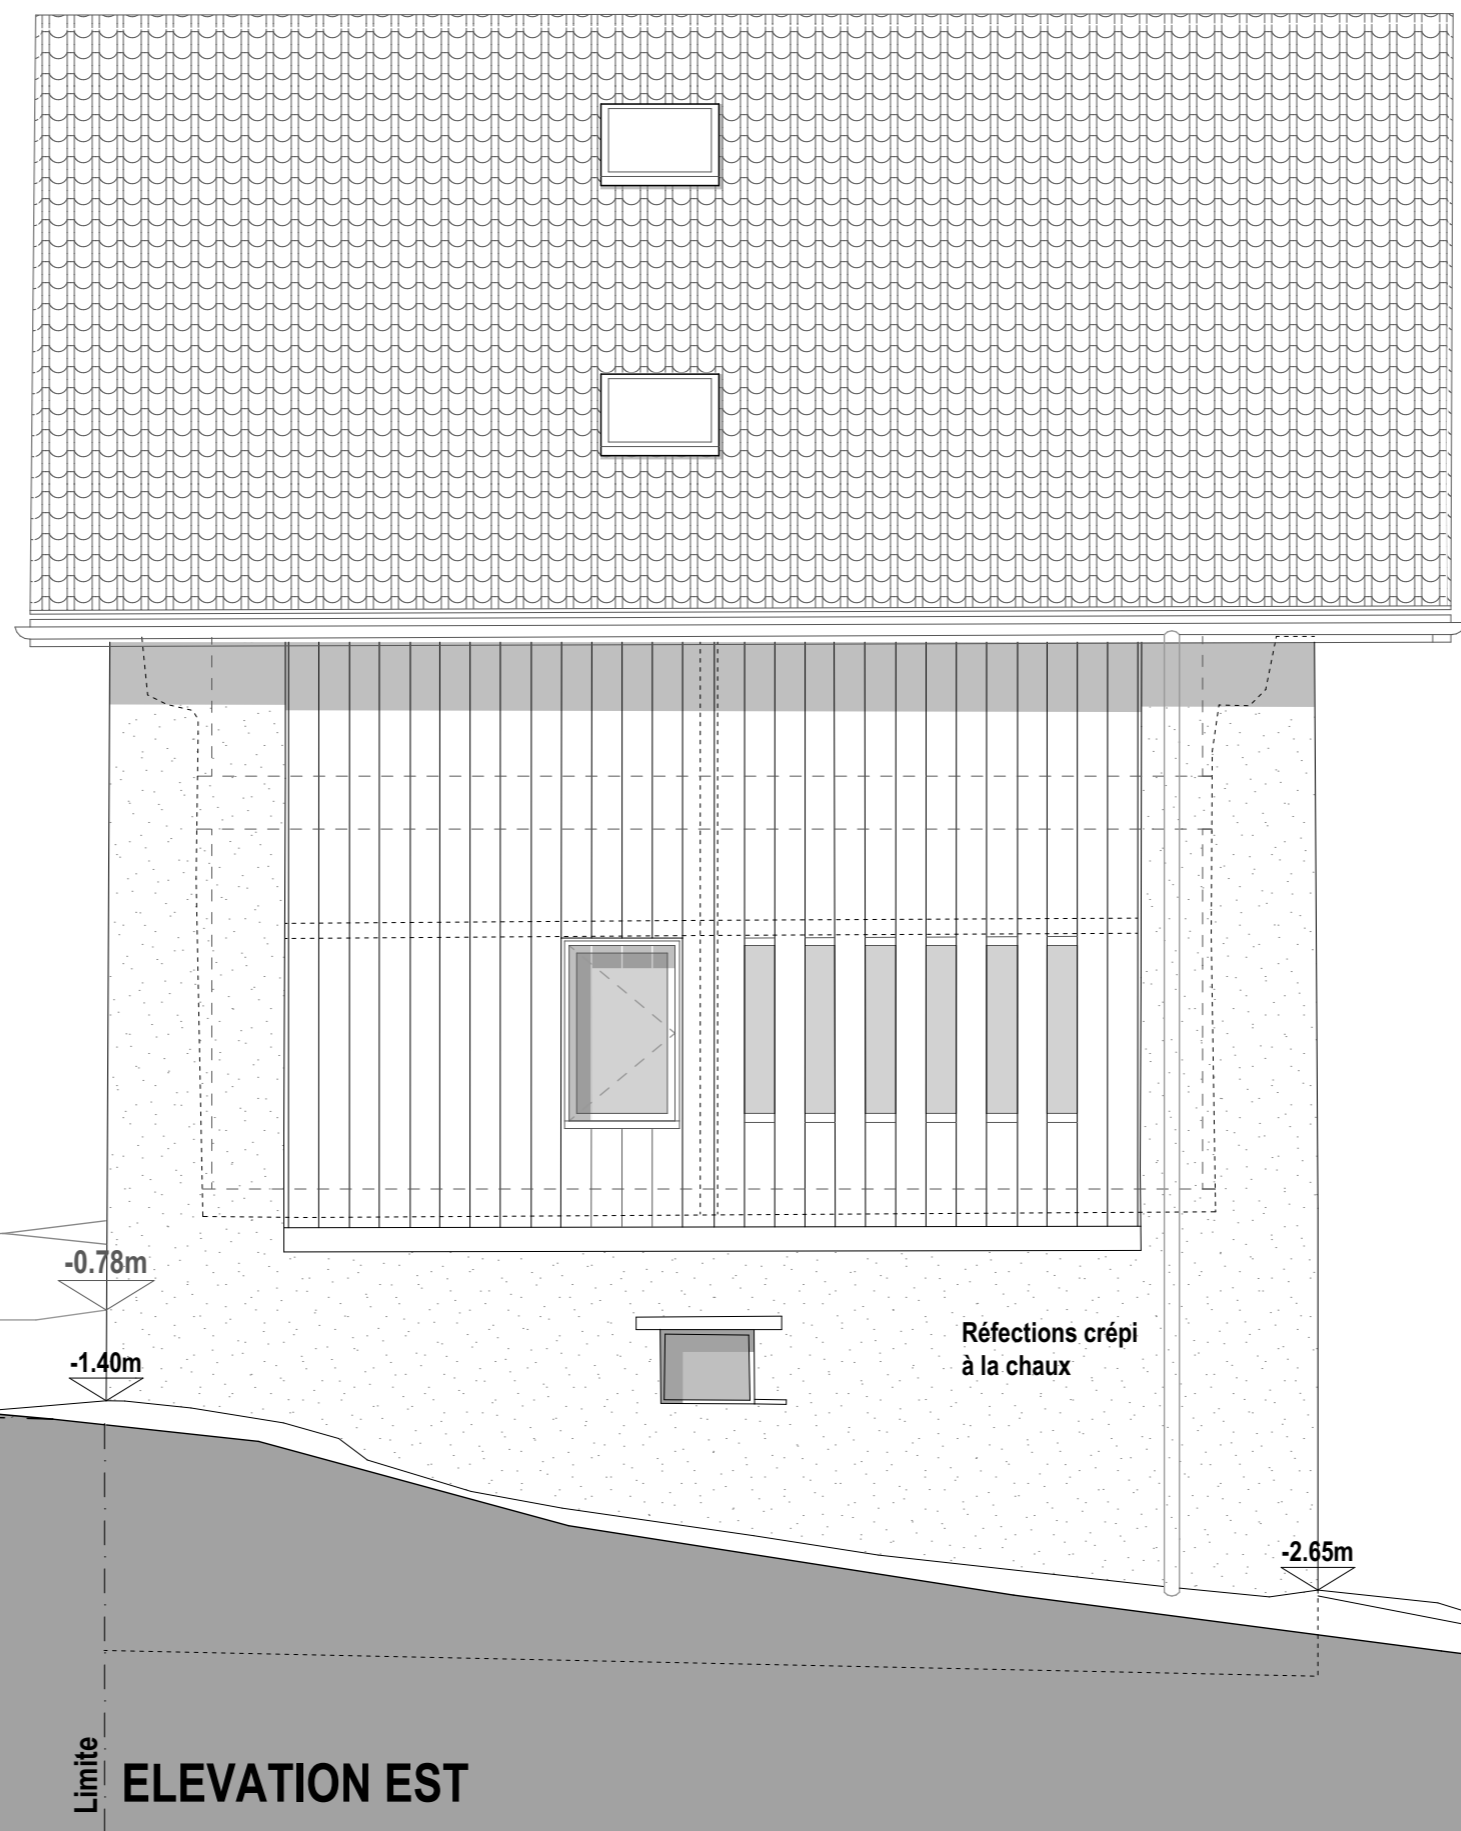 -0.78m
Réfections crépi
à la chaux
-1.40m
-2.65m
Limite
ELEVATION EST